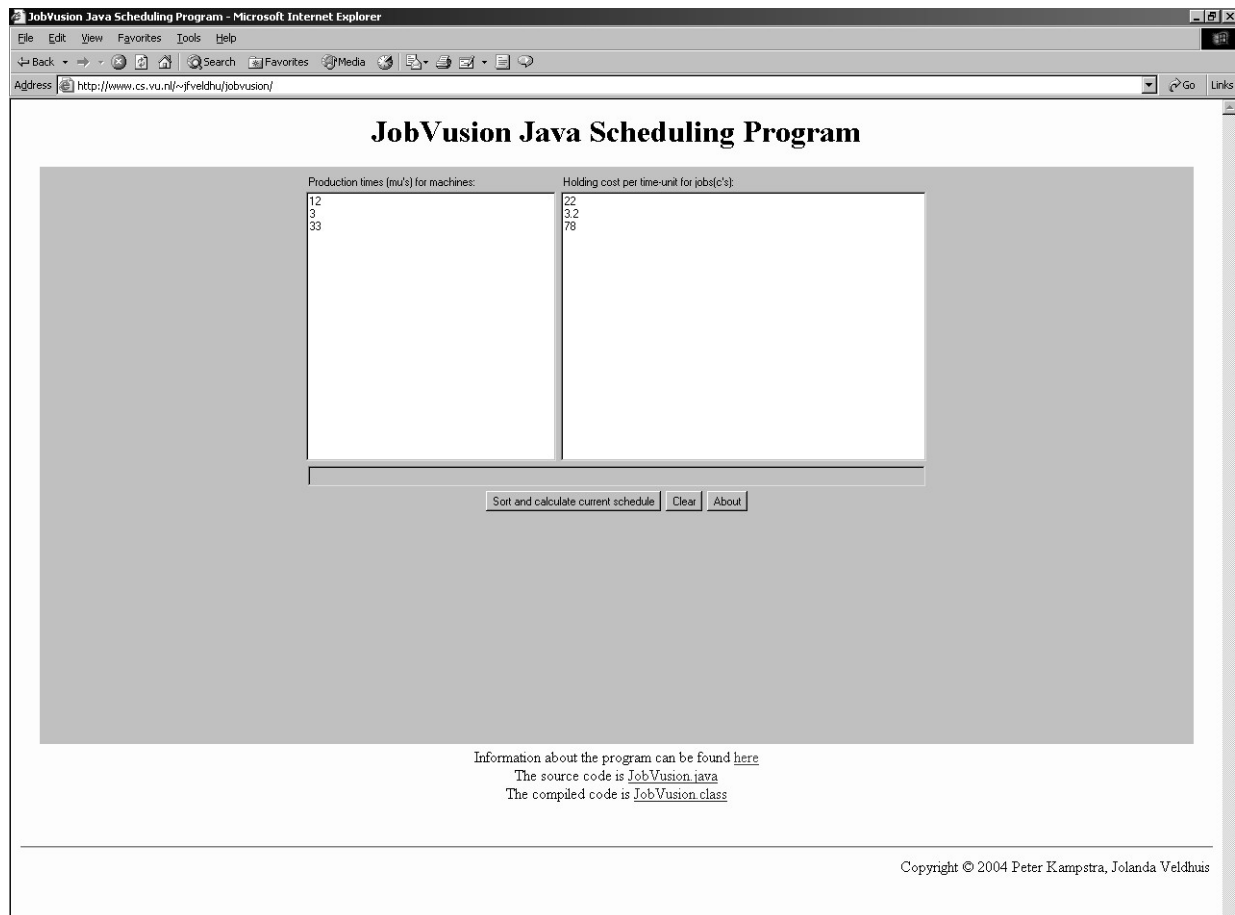 JobVusion Java Scheduling Program - Microsoft Internet Explorer
File Edit View Favorites Tools Help
Back Search Favorites Media
Address http://www.cs.vu.nl/~jfveldhu/jobvusion/ Go Links
JobVusion Java Scheduling Program
Production times (mu's) for machines: Holding cost per time-unit for jobs(c's):
12 22
3 3.2
33 78
Sort and calculate current schedule Clear About
Information about the program can be found here
The source code is JobVusion.java
The compiled code is JobVusion.class
Copyright © 2004 Peter Kampstra, Jolanda Veldhuis